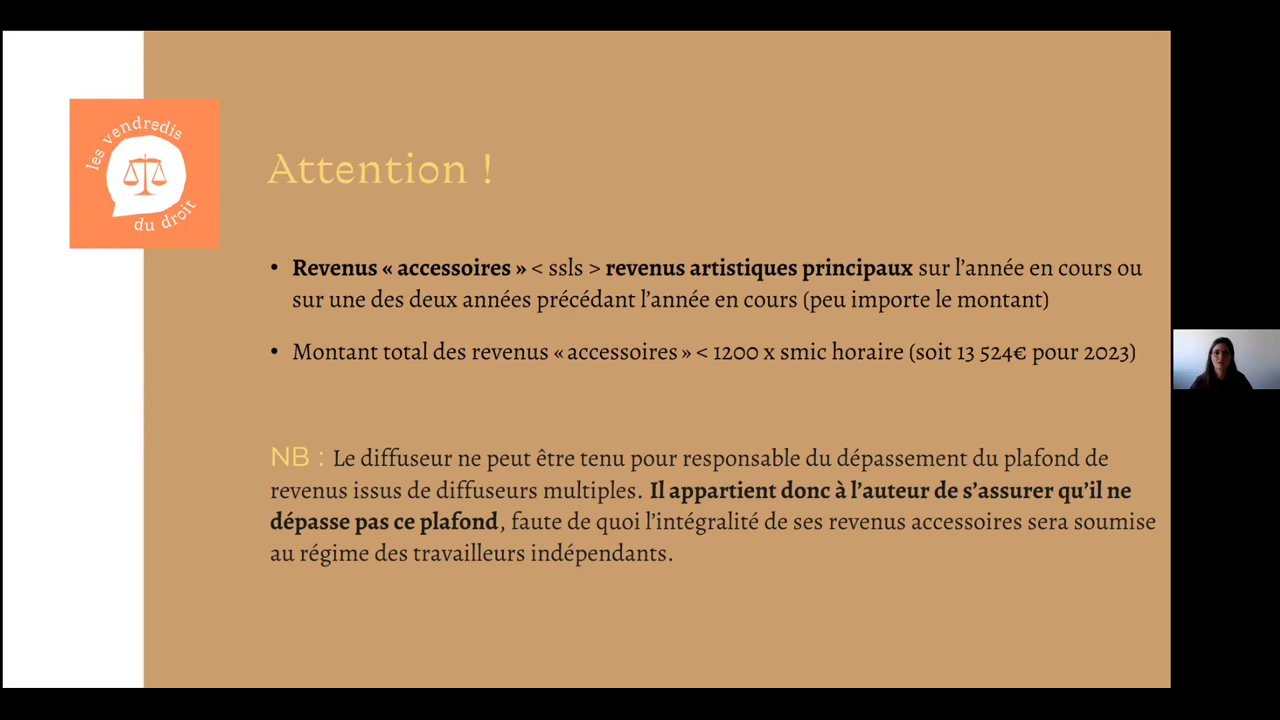 les vendredis
du droit
Attention !
• Revenus « accessoires » < ssls > revenus artistiques principaux sur l’année en cours ou
sur une des deux années précédant l’année en cours (peu importe le montant)
• Montant total des revenus « accessoires » < 1200 x smic horaire (soit 13 524€ pour 2023)
NB : Le diffuseur ne peut être tenu pour responsable du dépassement du plafond de
revenus issus de diffuseurs multiples. Il appartient donc à l’auteur de s’assurer qu’il ne
dépasse pas ce plafond, faute de quoi l’intégralité de ses revenus accessoires sera soumise
au régime des travailleurs indépendants.